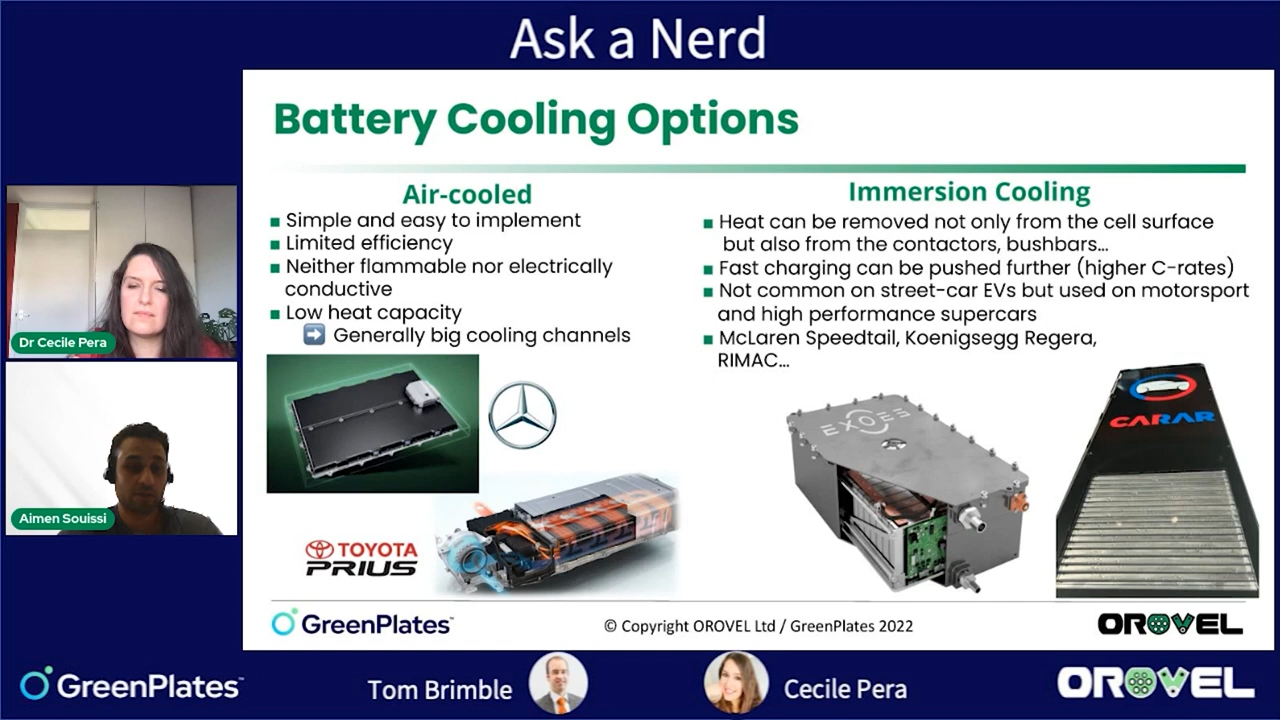 Ask a Nerd
Battery Cooling Options
Air-cooled
Simple and easy to implement
Limited efficiency
Neither flammable nor electrically
conductive
Low heat capacity
Generally big cooling channels
Immersion Cooling
Heat can be removed not only from the cell surface
but also from the contactors, bushbars...
Fast charging can be pushed further (higher C-rates)
Not common on street-car EVs but used on motorsport
and high performance supercars
McLaren Speedtail, Koenigsegg Regera,
RIMAC...
Dr Cecile Pera
Aimen Souissi
TOYOTA
PRIUS
EXOES
CARAR
GreenPlates™
© Copyright OROVEL Ltd / GreenPlates 2022
OROVEL
GreenPlates™
Tom Brimble
Cecile Pera
OROVEL